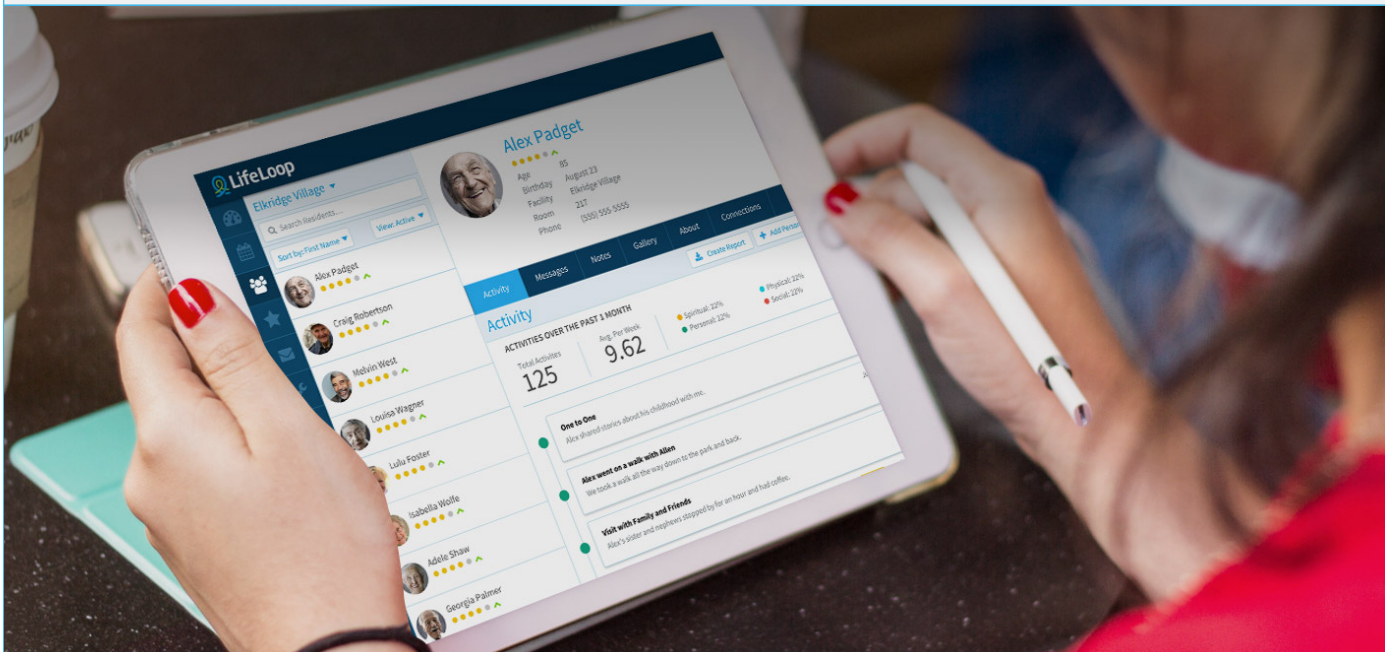 LifeLoop
Elkridge Village
Search Residents...
Sort by: First Name
View: Active
Alex Padget
Craig Robertson
Melvin West
Louisa Wagner
Lulu Foster
Isabella Wolfe
Adele Shaw
Georgia Palmer
Alex Padget
Age 85
Birthday August 23
Facility Elkridge Village
Room 217
Phone (555) 555-5555
Activity Messages Notes Gallery About Connections
Activity
Create Report
Add Person
ACTIVITIES OVER THE PAST 1 MONTH
Total Activites
125
Avg. Per Week
9.62
Spiritual: 22%
Personal: 22%
Physical: 22%
Social: 22%
One to One
Alex shared stories about his childhood with me.
Alex went on a walk with Allen
We took a walk all the way down to the park and back.
Visit with Family and Friends
Alex's sister and nephews stopped by for an hour and had coffee.